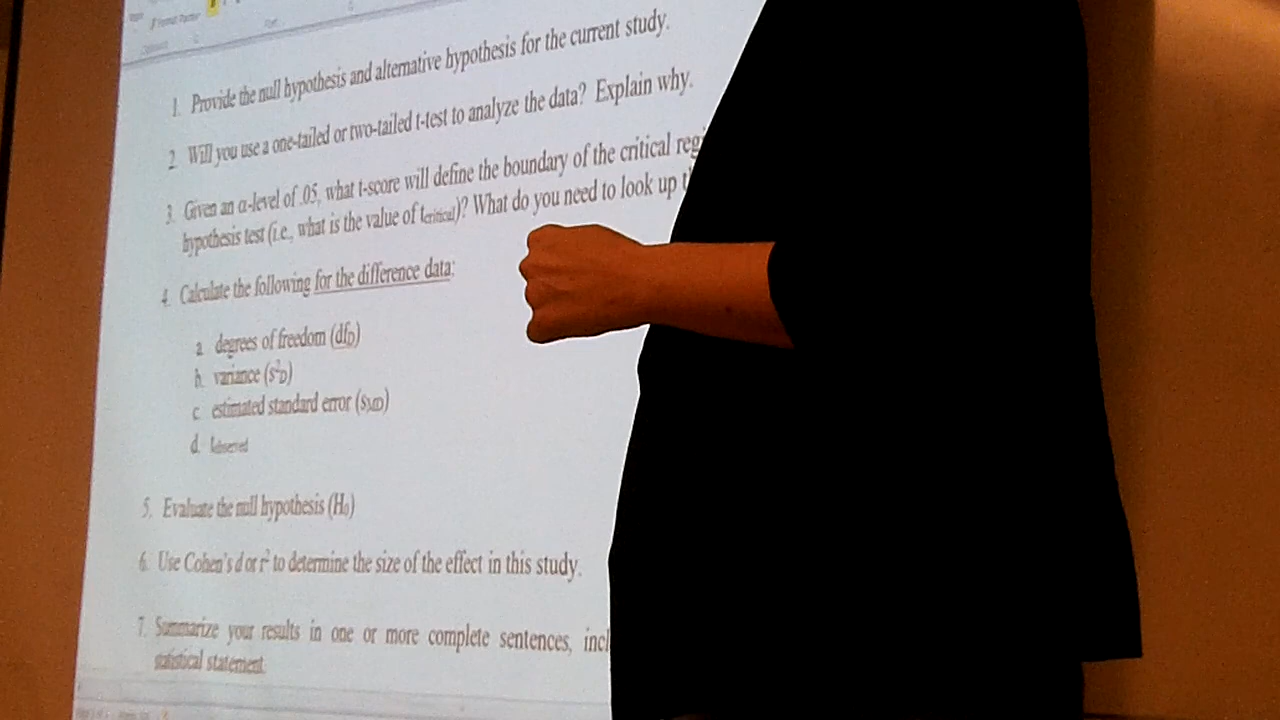 Format Painter
1. Provide the null hypothesis and alternative hypothesis for the current study.
2. Will you use a one-tailed or two-tailed t-test to analyze the data? Explain why.
3. Given an α-level of .05, what t-score will define the boundary of the critical regi
hypothesis test (i.e., what is the value of tcritical)? What do you need to look up t
4. Calculate the following for the difference data:
a. degrees of freedom (dfD)
b. variance (s²D)
c. estimated standard error (sMD)
d. tobserved
5. Evaluate the null hypothesis (H₀)
6. Use Cohen's d or r² to determine the size of the effect in this study.
7. Summarize your results in one or more complete sentences, incl
statistical statement.